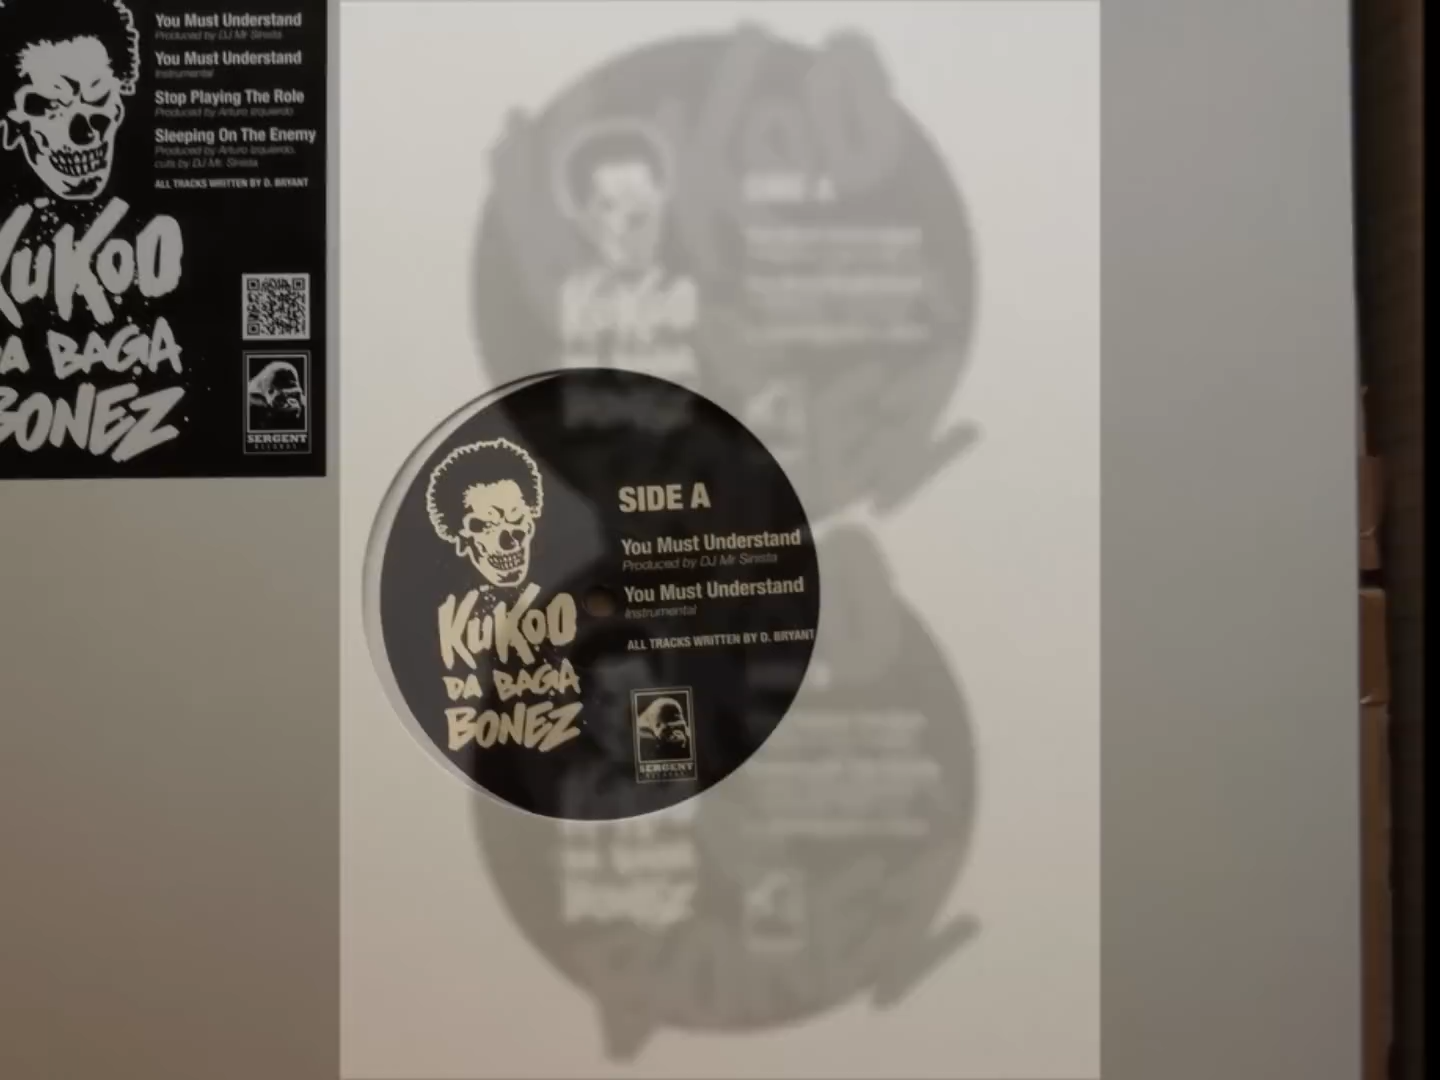 You Must Understand
Produced by DJ Mr Sinista
You Must Understand
Instrumental
Stop Playing The Role
Produced by Arturo Izquierdo
Sleeping On The Enemy
Produced by Arturo Izquierdo,
cuts by DJ Mr. Sinista
ALL TRACKS WRITTEN BY D. BRYANT
KUKOO
DA BAGA
BONEZ
SERGENT
RECORDS
SIDE A
You Must Understand
Produced by DJ Mr Sinista
You Must Understand
Instrumental
ALL TRACKS WRITTEN BY D. BRYANT
KUKOO
DA BAGA
BONEZ
SERGENT
RECORDS
SIDE A